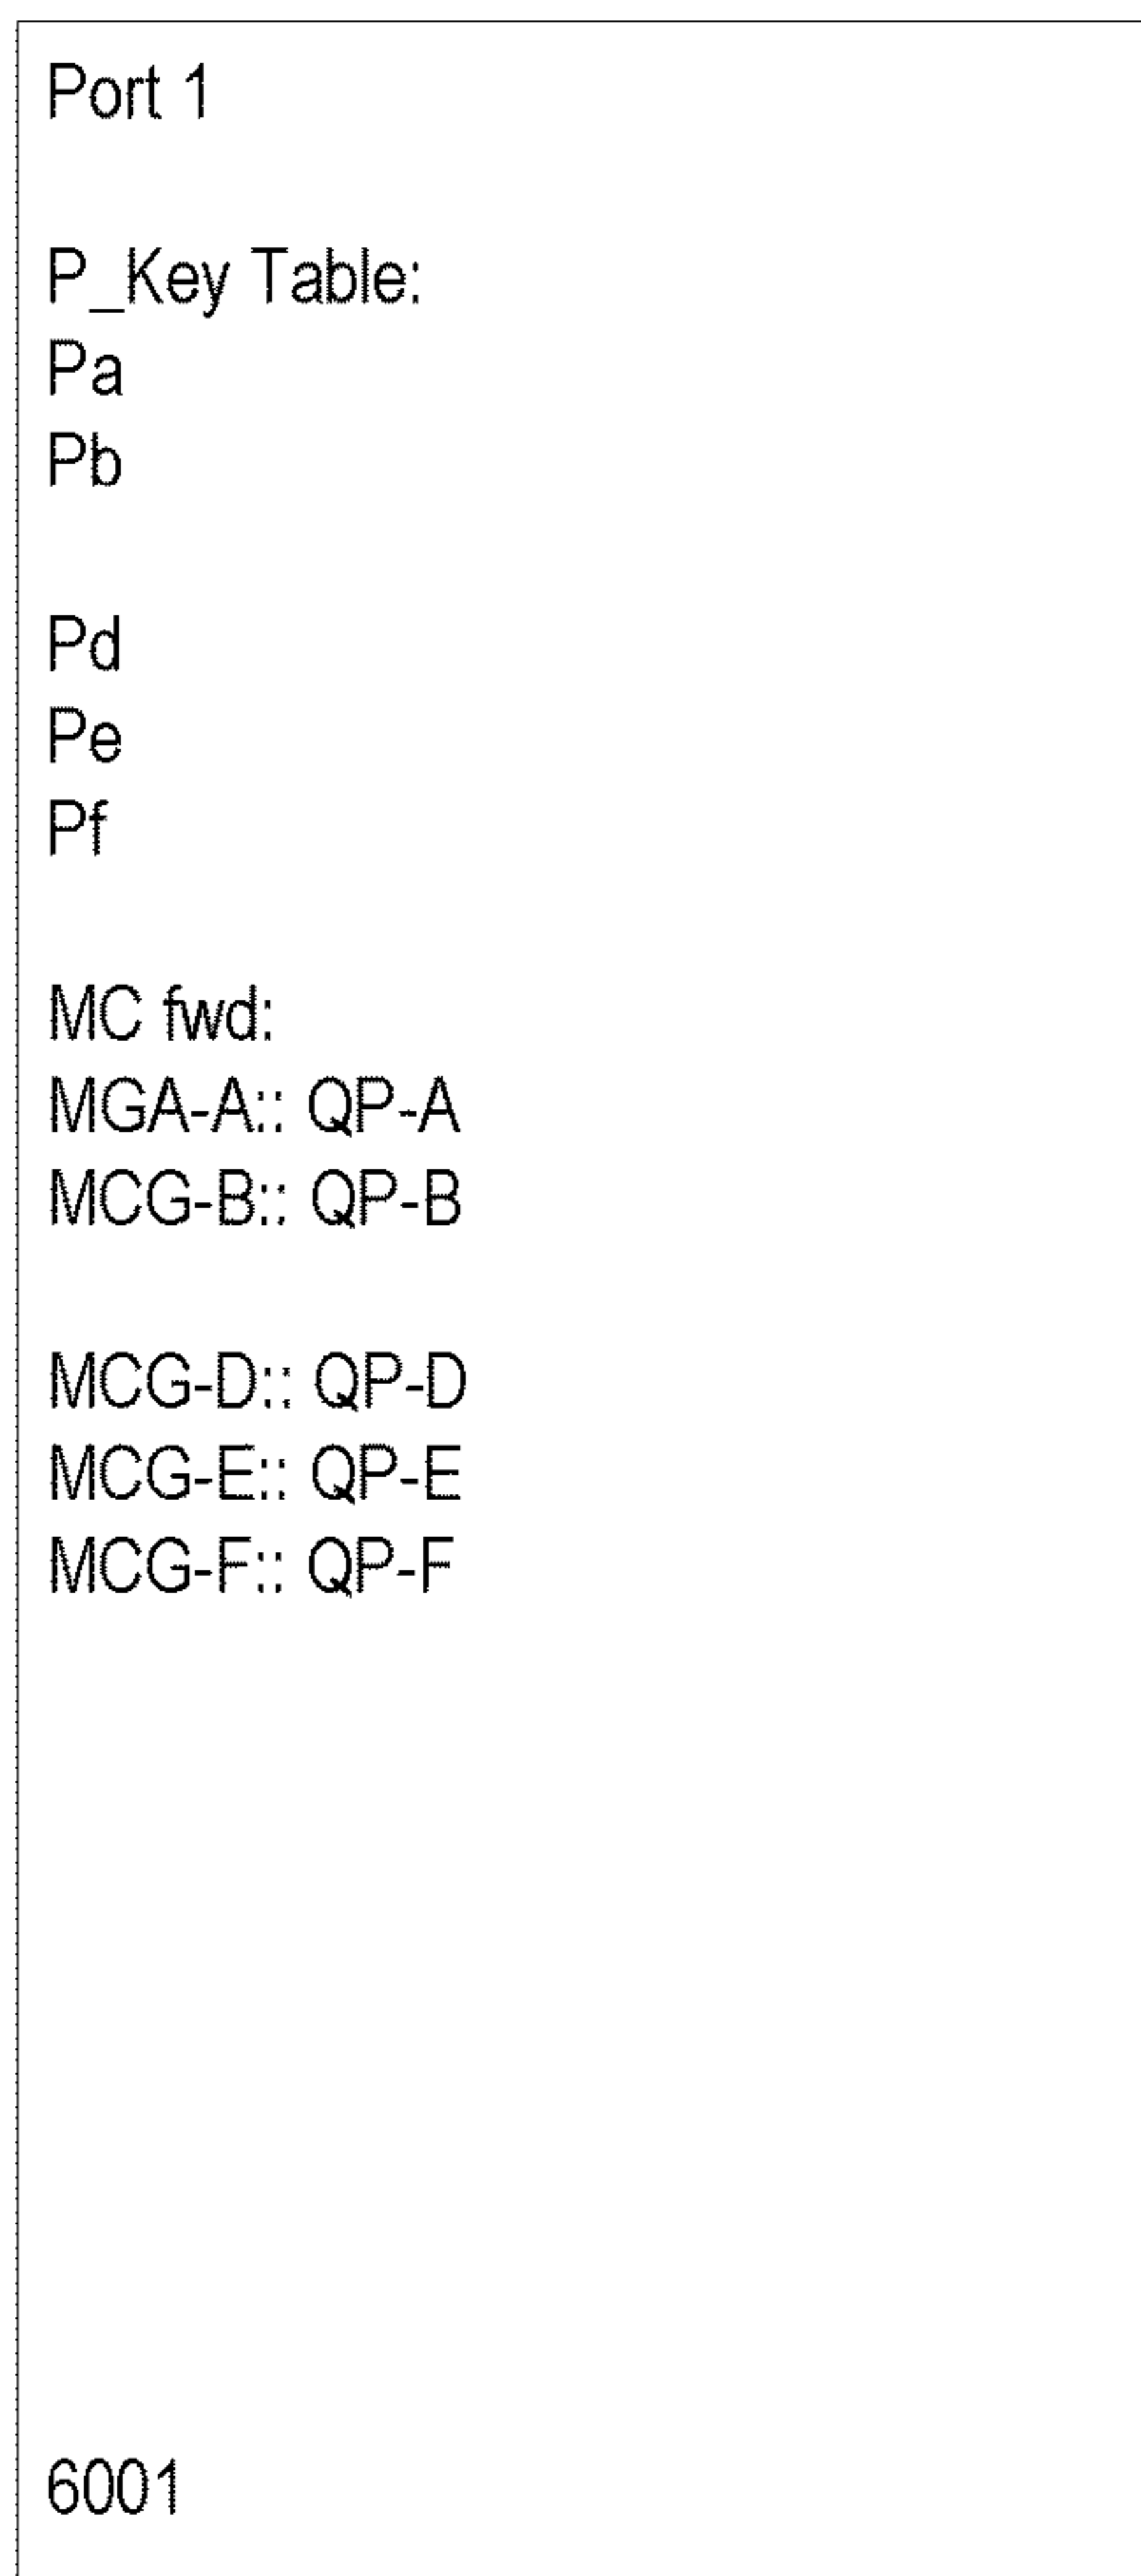 Port 1
P_Key Table:
Pa
Pb
Pd
Pe
Pf
MC fwd:
MGA-A:: QP-A
MCG-B:: QP-B
MCG-D:: QP-D
MCG-E:: QP-E
MCG-F:: QP-F
6001